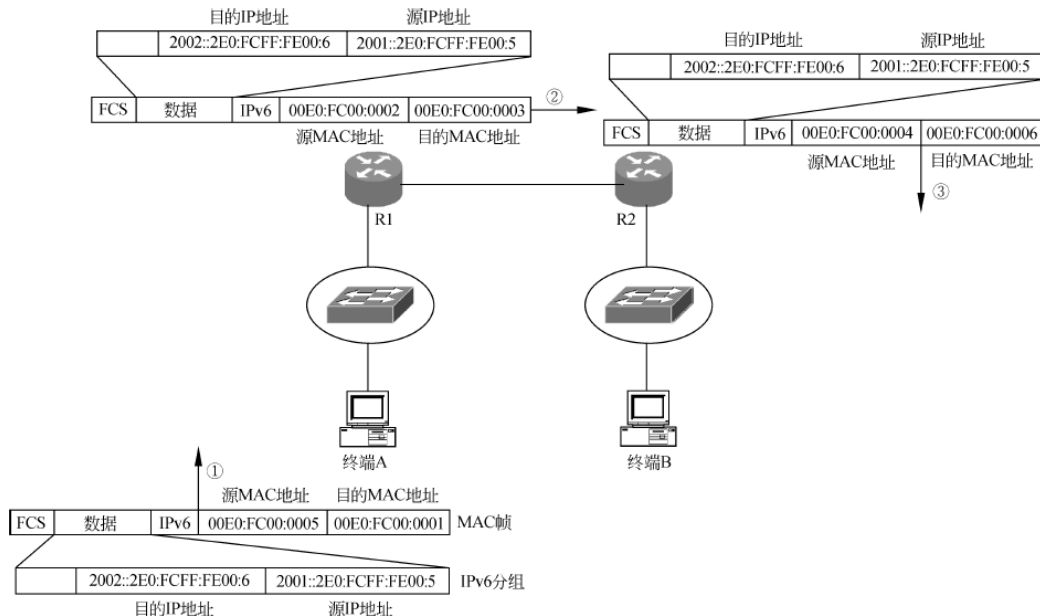 目的IP地址 源IP地址
2002::2E0:FCFF:FE00:6 2001::2E0:FCFF:FE00:5
FCS 数据 IPv6 00E0:FC00:0002 00E0:FC00:0003 ②
源MAC地址 目的MAC地址
目的IP地址 源IP地址
2002::2E0:FCFF:FE00:6 2001::2E0:FCFF:FE00:5
FCS 数据 IPv6 00E0:FC00:0004 00E0:FC00:0006
源MAC地址 目的MAC地址
③
R1 R2
终端A 终端B
①
源MAC地址 目的MAC地址
FCS 数据 IPv6 00E0:FC00:0005 00E0:FC00:0001 MAC帧
2002::2E0:FCFF:FE00:6 2001::2E0:FCFF:FE00:5 IPv6分组
目的IP地址 源IP地址